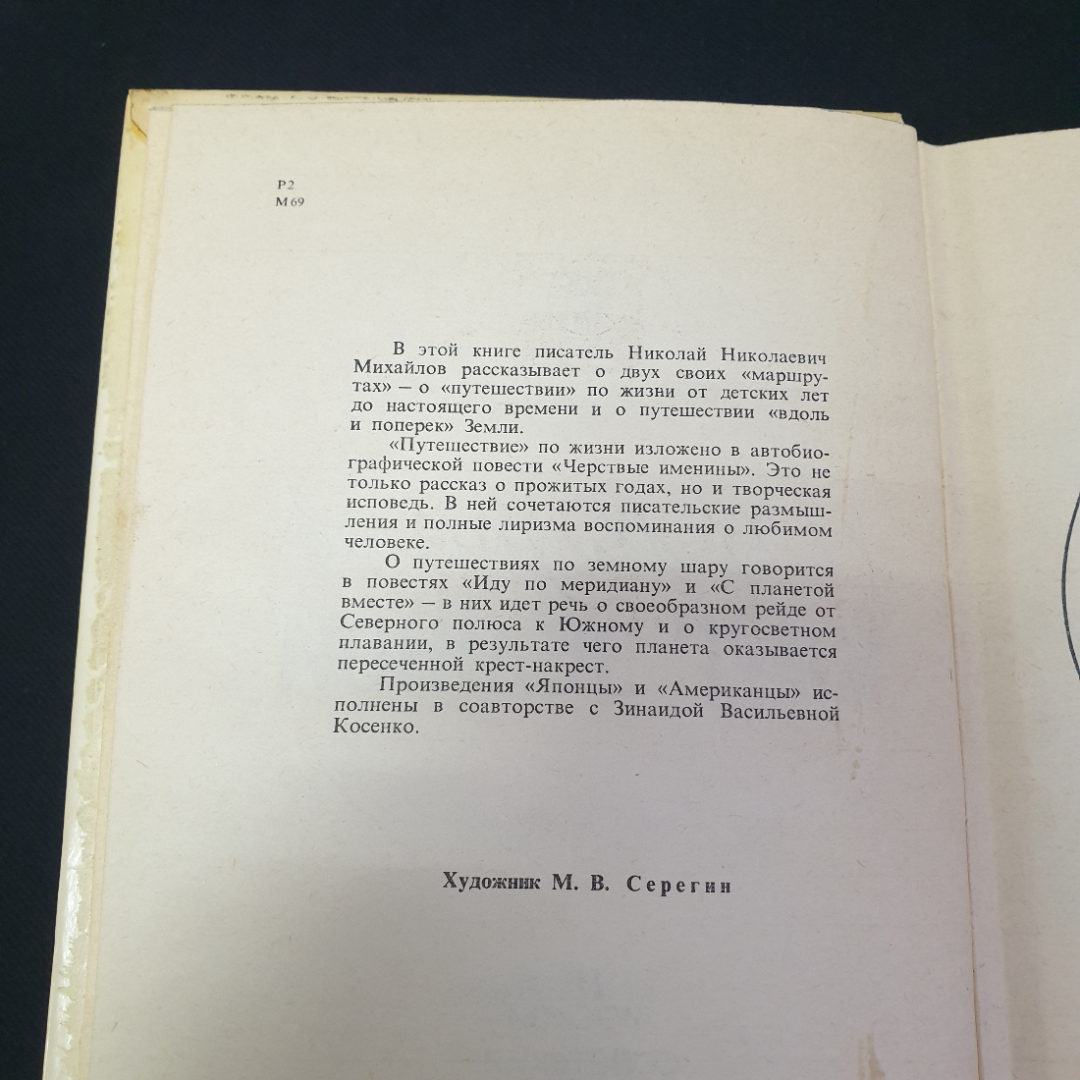 Р2
М69
В этой книге писатель Николай Николаевич
Михайлов рассказывает о двух своих «маршру-
тах» — о «путешествии» по жизни от детских лет
до настоящего времени и о путешествии «вдоль
и поперек» Земли.
«Путешествие» по жизни изложено в автобио-
графической повести «Черствые именины». Это не
только рассказ о прожитых годах, но и творческая
исповедь. В ней сочетаются писательские размыш-
ления и полные лиризма воспоминания о любимом
человеке.
О путешествиях по земному шару говорится
в повестях «Иду по меридиану» и «С планетой
вместе» — в них идет речь о своеобразном рейде от
Северного полюса к Южному и о кругосветном
плавании, в результате чего планета оказывается
пересеченной крест-накрест.
Произведения «Японцы» и «Американцы» ис-
полнены в соавторстве с Зинаидой Васильевной
Косенко.
Художник М. В. Серегин